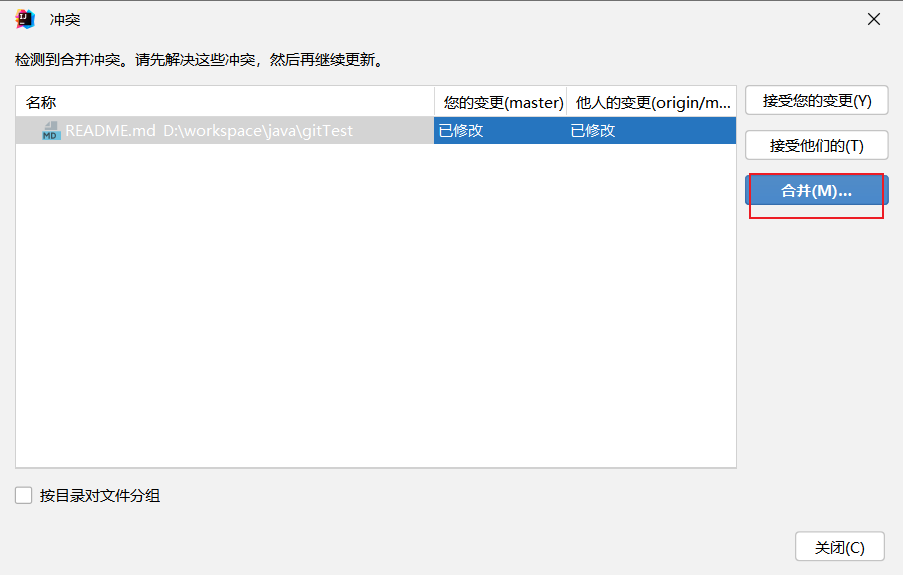 冲突
检测到合并冲突。请先解决这些冲突，然后再继续更新。
名称 您的变更(master) 他人的变更(origin/m...
README.md D:\workspace\java\gitTest 已修改 已修改
接受您的变更(Y)
接受他们的(T)
合并(M)...
按目录对文件分组
关闭(C)